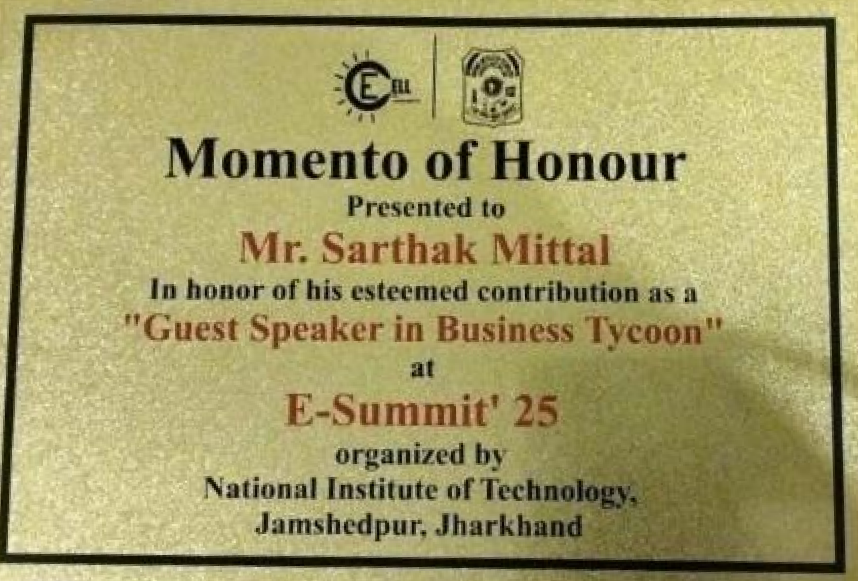 E ELL
Momento of Honour
Presented to
Mr. Sarthak Mittal
In honor of his esteemed contribution as a
"Guest Speaker in Business Tycoon"
at
E-Summit' 25
organized by
National Institute of Technology,
Jamshedpur, Jharkhand